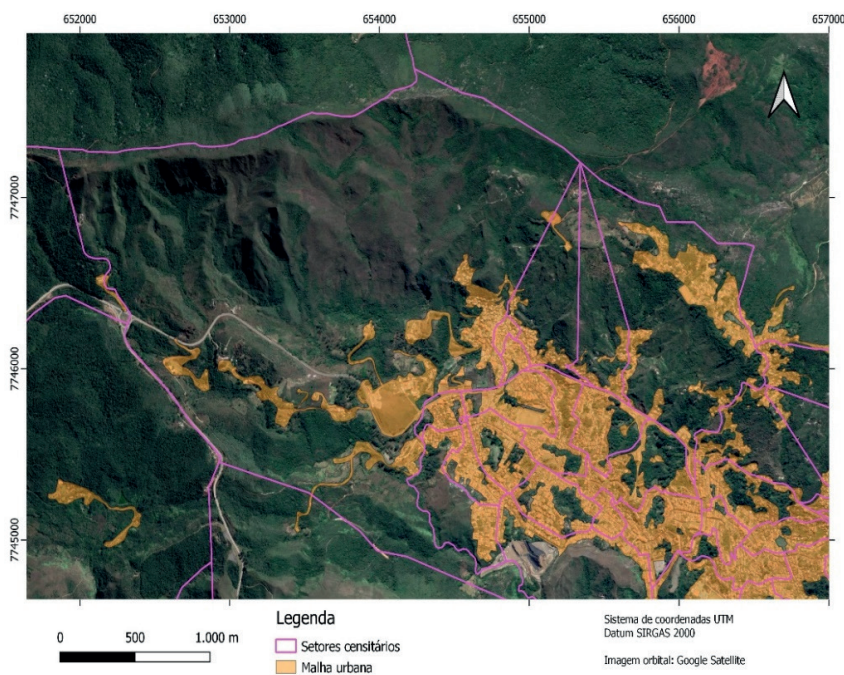 652000 653000 654000 655000 656000 657000
7747000
7746000
7745000
0 500 1.000 m
Legenda
Setores censitários
Malha urbana
Sistema de coordenadas UTM
Datum SIRGAS 2000
Imagem orbital: Google Satellite